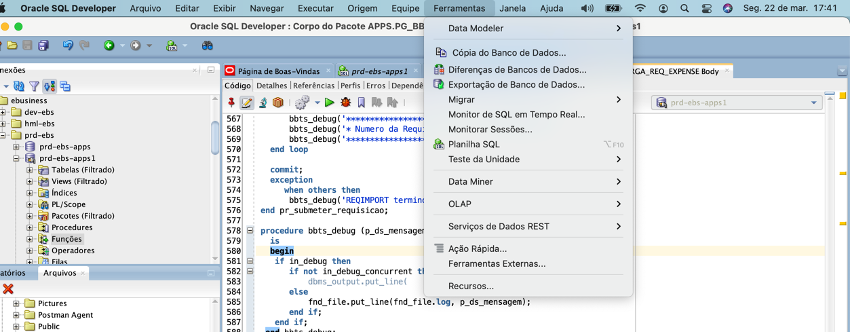 Oracle SQL Developer Arquivo Editar Exibir Navegar Executar Origem Equipe Ferramentas Janela Ajuda Seg. 22 de mar. 17:41
Oracle SQL Developer : Corpo do Pacote APPS.PG_BB
s1
nexões
Página de Boas-Vindas
prd-ebs-apps1
RGA_REQ_EXPENSE Body
Código Detalhes Referências Perfis Erros Dependê
prd-ebs-apps1
ebusiness
dev-ebs
hml-ebs
prd-ebs
prd-ebs-apps
prd-ebs-apps1
Tabelas (Filtrado)
Views (Filtrado)
Índices
PL/Scope
Pacotes (Filtrado)
Procedures
Funções
Operadores
Filas
atórios Arquivos
Pictures
Postman Agent
Public
567 bbts_debug('******************
568 bbts_debug('* Numero da Requi
569 bbts_debug('******************
570 end loop
571
572 commit;
573 exception
574 when others then
575 bbts_debug('REQIMPORT termin
576 end pr_submeter_requisicao;
577
578 procedure bbts_debug (p_ds_mensagem
579 is
580 begin
581 if in_debug then
582 if not in_debug_concurrent th
583 dbms_output.put_line(
584 else
585 fnd_file.put_line(fnd_file.log, p_ds_mensagem);
586 end if;
587 end if;
588 end bbts_debug;
Data Modeler
Cópia do Banco de Dados...
Diferenças de Bancos de Dados...
Exportação de Banco de Dados...
Migrar
Monitor de SQL em Tempo Real...
Monitorar Sessões...
Planilha SQL ⌥F10
Teste da Unidade
Data Miner
OLAP
Serviços de Dados REST
Ação Rápida...
Ferramentas Externas...
Recursos...